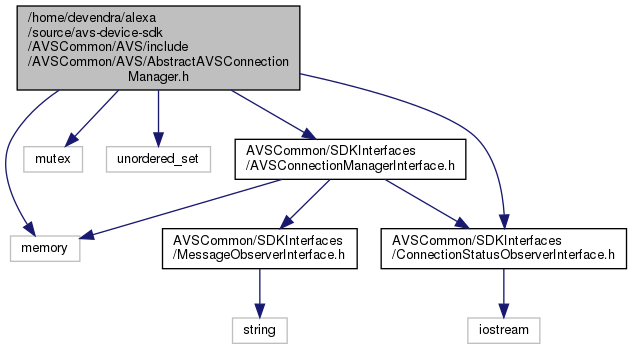 /home/devendra/alexa
/source/avs-device-sdk
/AVSCommon/AVS/include
/AVSCommon/AVS/AbstractAVSConnection
Manager.h
mutex
unordered_set
AVSCommon/SDKInterfaces
/AVSConnectionManagerInterface.h
memory
AVSCommon/SDKInterfaces
/MessageObserverInterface.h
AVSCommon/SDKInterfaces
/ConnectionStatusObserverInterface.h
string
iostream